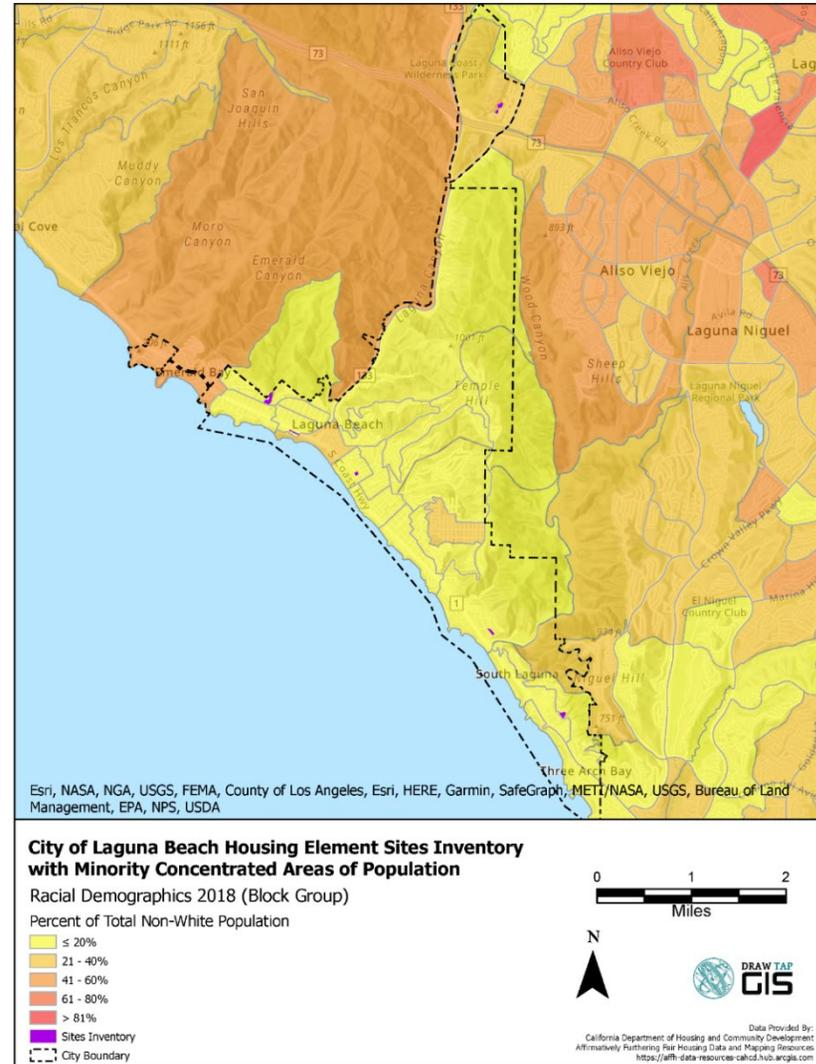 133
Ridge Park Rd
1156 ft
1111 ft
73
Laguna Coast
Wilderness Park
Aliso Viejo
Country Club
Los Trancos Canyon
San
Joaquin
Hills
Aliso Creek Rd
73
Muddy
Canyon
Moro
Canyon
Emerald
Canyon
893 ft
Aliso Viejo
73
Wood Canyon
Avila Rd
Laguna Niguel
Laguna Canyon
1001 ft
Sheep
Hills
Emerald Bay
133
Temple
Hill
Laguna Niguel
Regional Park
Laguna Beach
S Coast Hwy
Crown Valley Pkwy
1
El Niguel
Country Club
South Laguna
Niguel Hill
751 ft
Three Arch Bay
Esri, NASA, NGA, USGS, FEMA, County of Los Angeles, Esri, HERE, Garmin, SafeGraph, METI/NASA, USGS, Bureau of Land
Management, EPA, NPS, USDA
City of Laguna Beach Housing Element Sites Inventory
with Minority Concentrated Areas of Population
Racial Demographics 2018 (Block Group)
Percent of Total Non-White Population
≤ 20%
21 - 40%
41 - 60%
61 - 80%
> 81%
Sites Inventory
City Boundary
0 1 2
Miles
N
DRAW TAP
GIS
Data Provided By:
California Department of Housing and Community Development
Affirmatively Furthering Fair Housing Data and Mapping Resources
https://affh-data-resources-cahcd.hub.arcgis.com